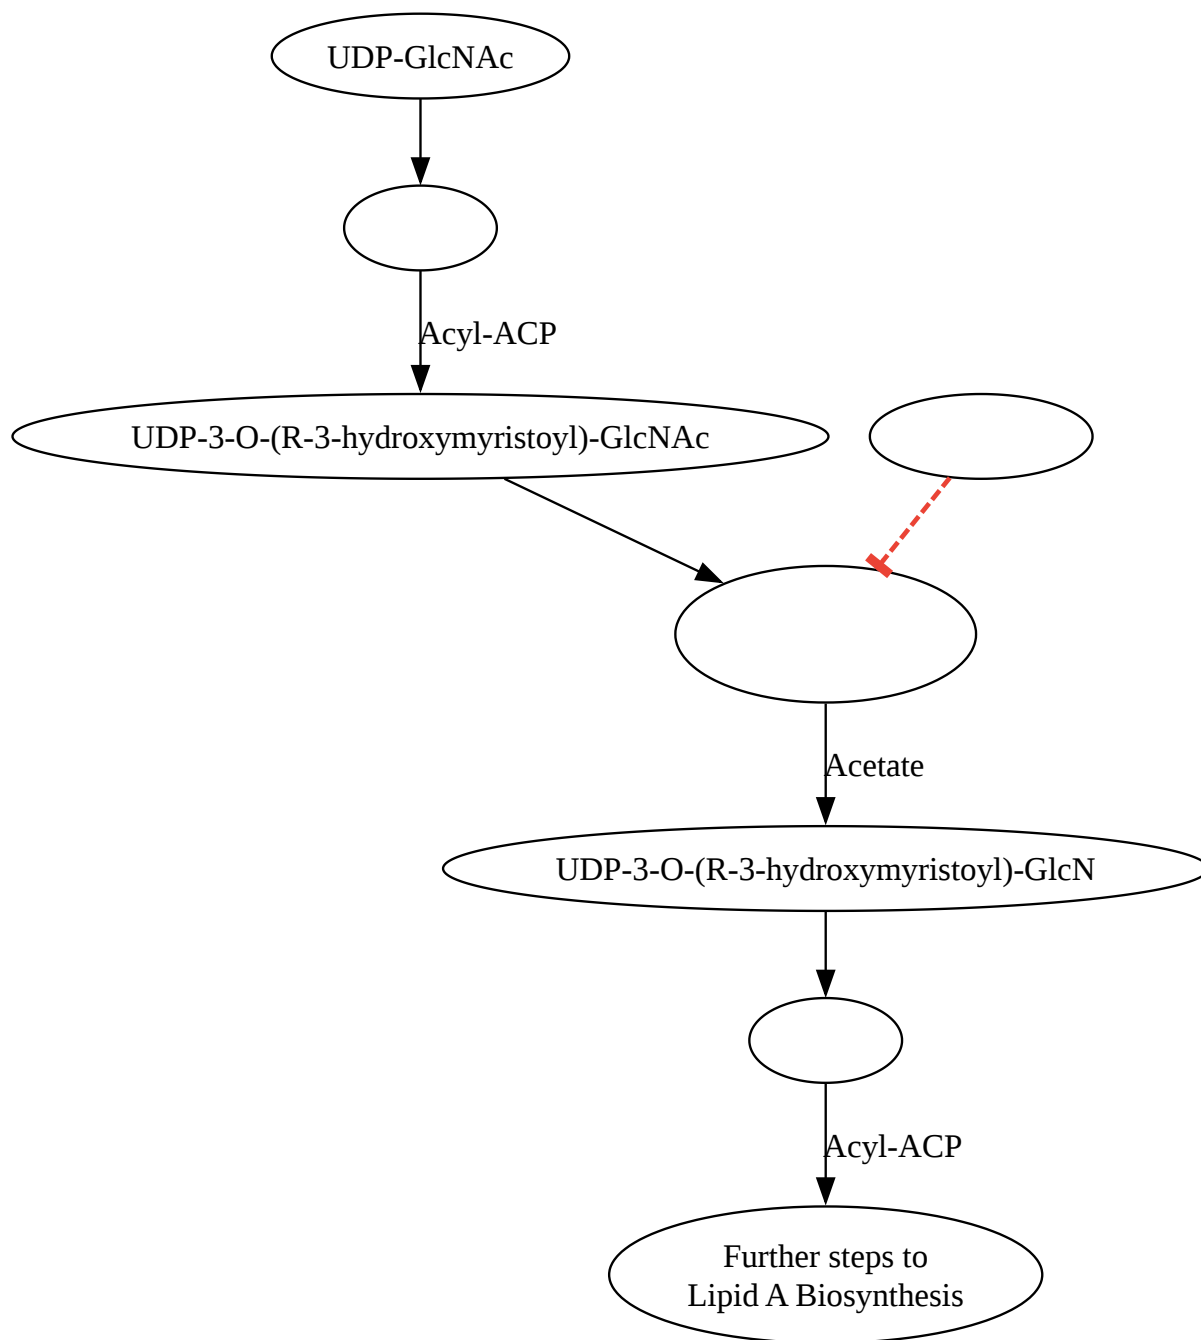 UDP-GlcNAc
Acyl-ACP
UDP-3-O-(R-3-hydroxymyristoyl)-GlcNAc
Acetate
UDP-3-O-(R-3-hydroxymyristoyl)-GlcN
Acyl-ACP
Further steps to
Lipid A Biosynthesis